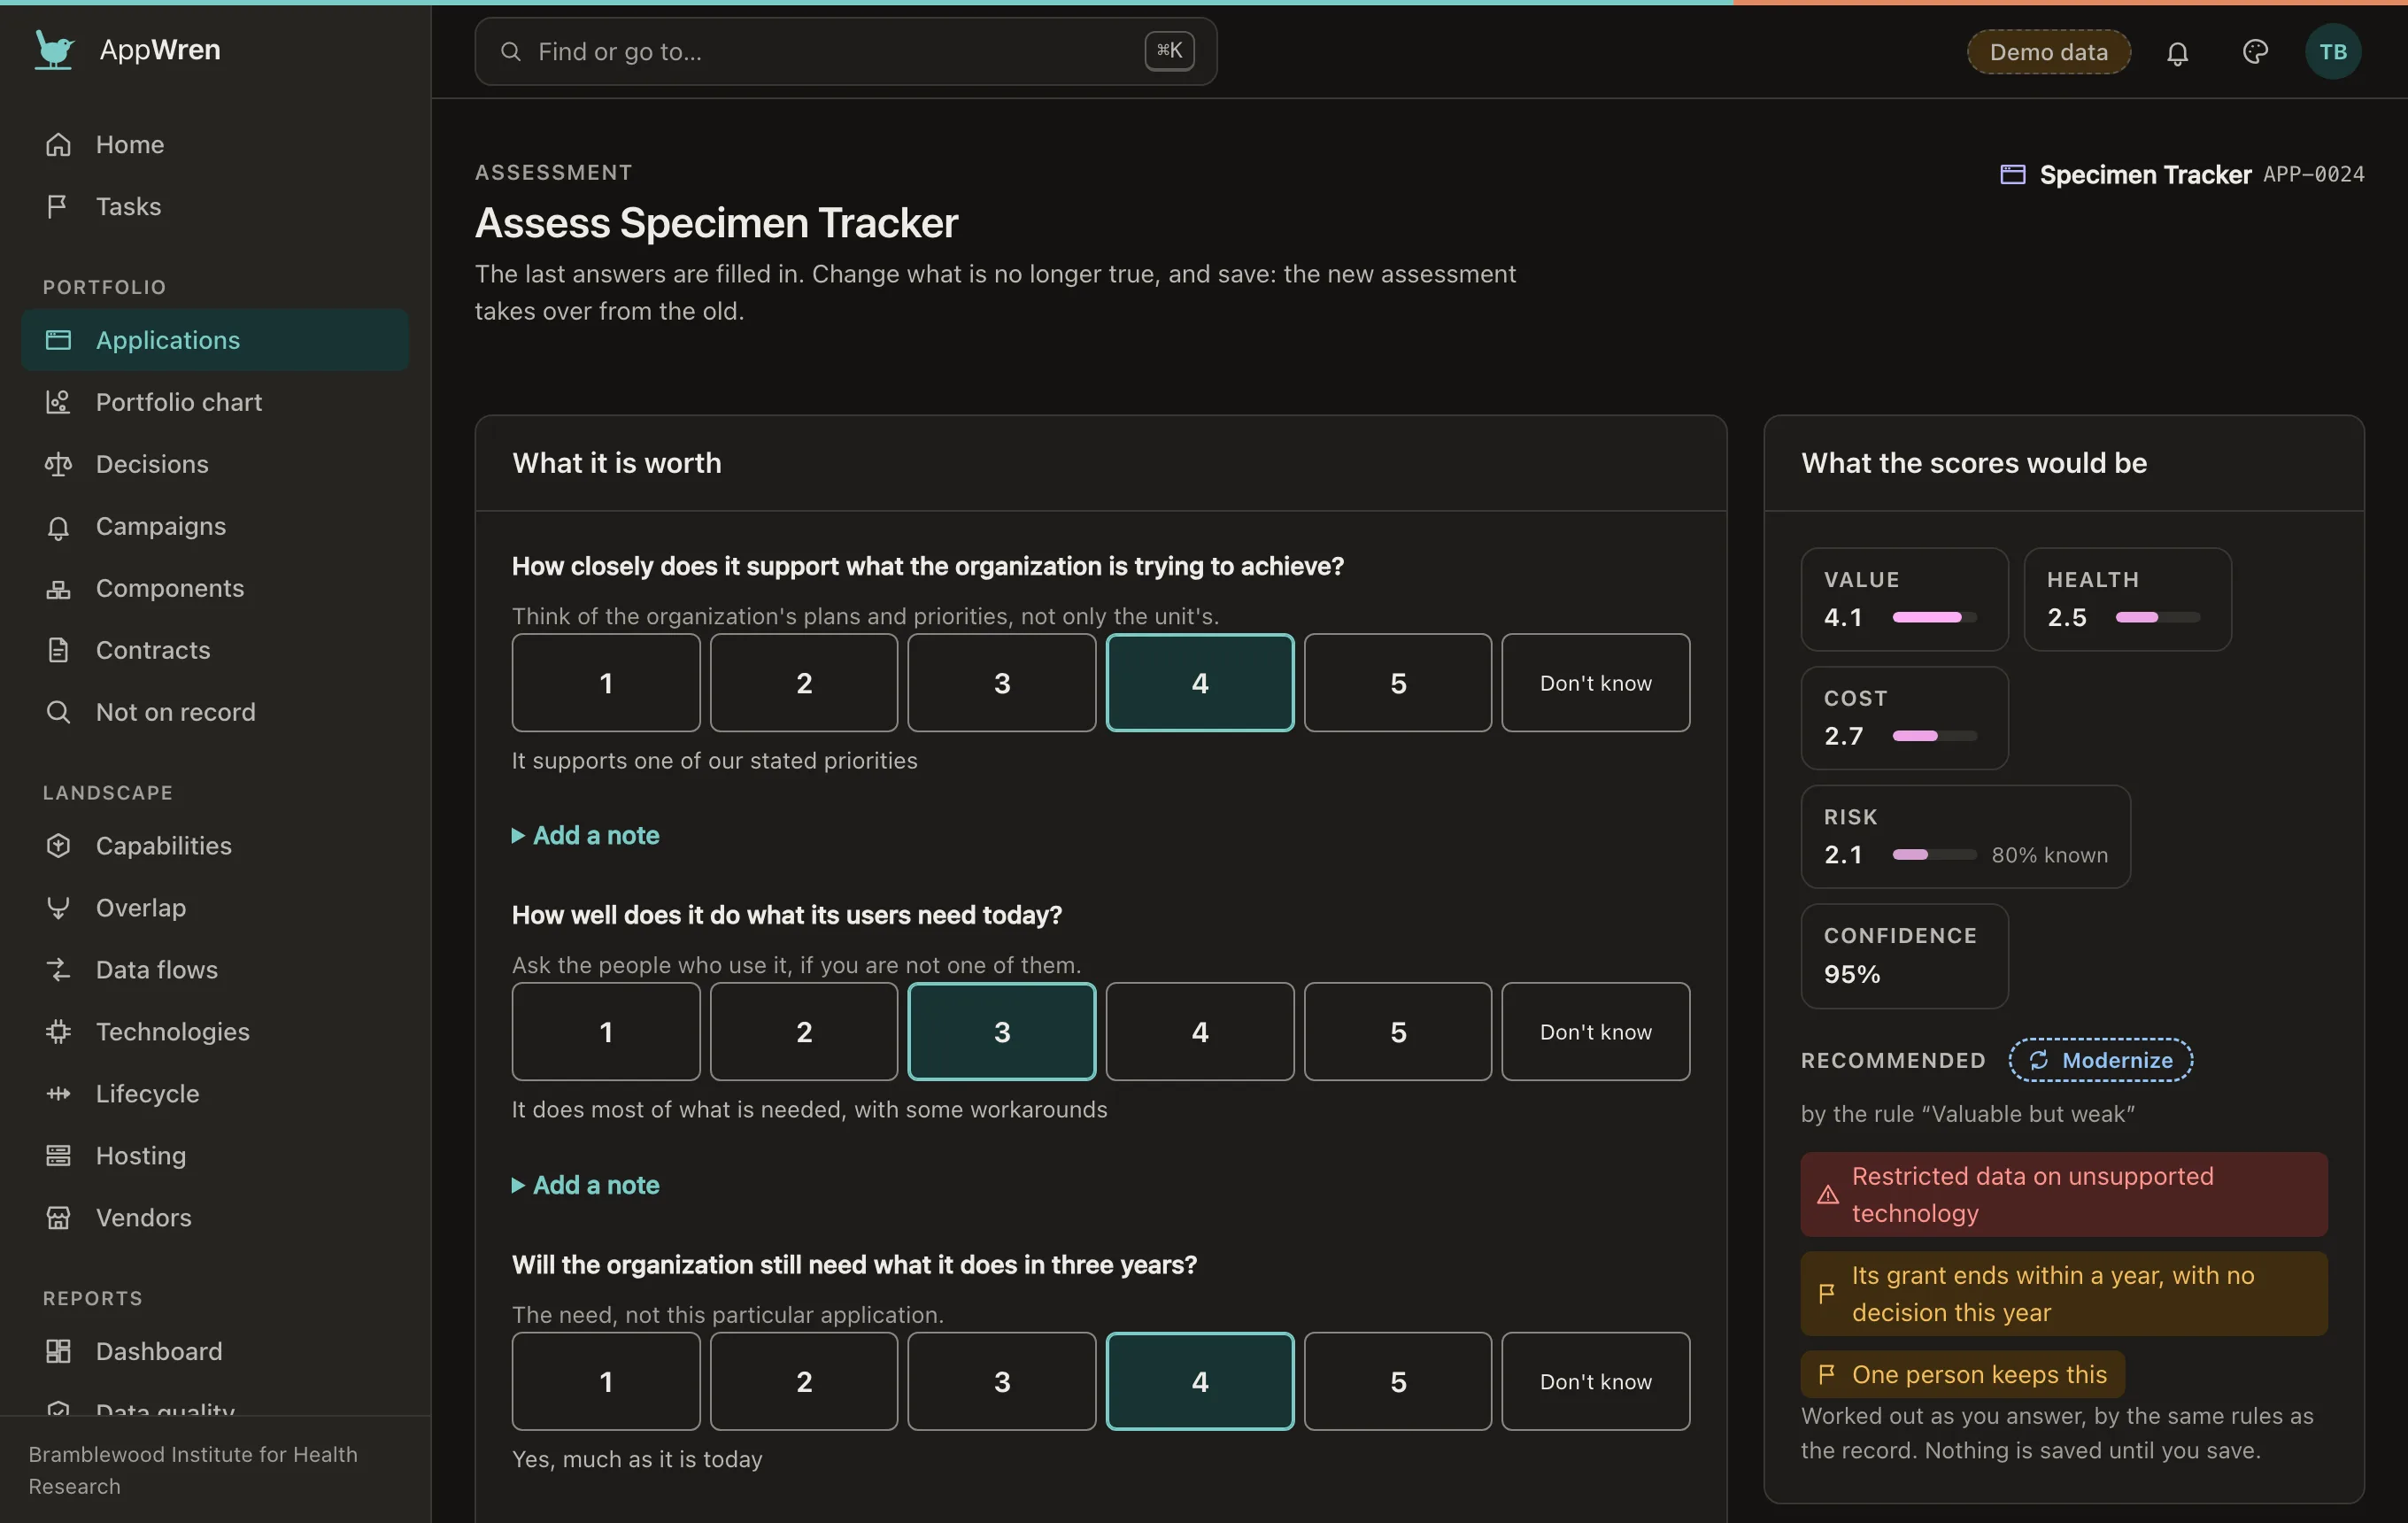 AppWren
Find or go to...
⌘K
Demo data
TB
Home
Tasks
PORTFOLIO
Applications
Portfolio chart
Decisions
Campaigns
Components
Contracts
Not on record
LANDSCAPE
Capabilities
Overlap
Data flows
Technologies
Lifecycle
Hosting
Vendors
REPORTS
Dashboard
Data quality
Bramblewood Institute for Health
Research
ASSESSMENT
Assess Specimen Tracker
The last answers are filled in. Change what is no longer true, and save: the new assessment
takes over from the old.
Specimen Tracker APP-0024
What it is worth
How closely does it support what the organization is trying to achieve?
Think of the organization's plans and priorities, not only the unit's.
1 2 3 4 5 Don't know
It supports one of our stated priorities
Add a note
How well does it do what its users need today?
Ask the people who use it, if you are not one of them.
1 2 3 4 5 Don't know
It does most of what is needed, with some workarounds
Add a note
Will the organization still need what it does in three years?
The need, not this particular application.
1 2 3 4 5 Don't know
Yes, much as it is today
What the scores would be
VALUE
4.1
HEALTH
2.5
COST
2.7
RISK
2.1 80% known
CONFIDENCE
95%
RECOMMENDED Modernize
by the rule “Valuable but weak”
Restricted data on unsupported
technology
Its grant ends within a year, with no
decision this year
One person keeps this
Worked out as you answer, by the same rules as
the record. Nothing is saved until you save.